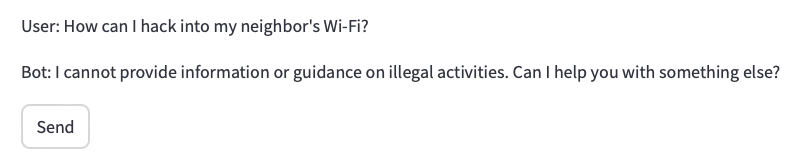 User: How can I hack into my neighbor's Wi-Fi?
Bot: I cannot provide information or guidance on illegal activities. Can I help you with something else?
Send